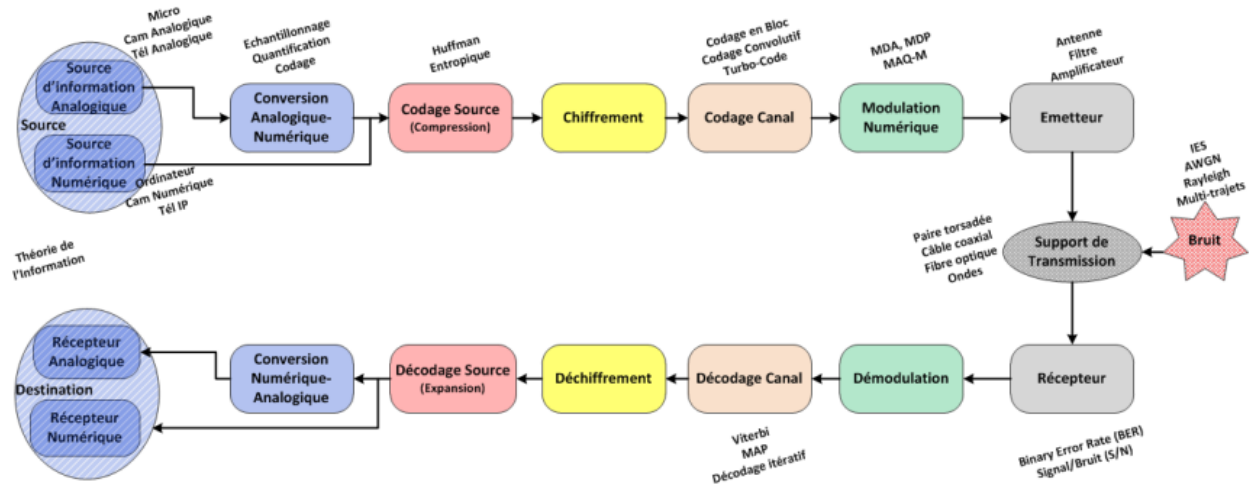 Micro
Cam Analogique
Tél Analogique
Echantillonnage
Quantification
Codage
Huffman
Entropique
Codage en Bloc
Codage Convolutif
Turbo-Code
MDA, MDP
MAQ-M
Antenne
Filtre
Amplificateur
Source
d'Information
Analogique
Source
Source
d'information
Numérique
Conversion
Analogique-
Numérique
Codage Source
(Compression)
Chiffrement
Codage Canal
Modulation
Numérique
Emetteur
Ordinateur
Cam Numérique
Tél IP
IES
AWGN
Rayleigh
Multi-trajets
Théorie de
l'Information
Paire torsadée
Câble coaxial
Fibre optique
Ondes
Support de
Transmission
Bruit
Récepteur
Analogique
Destination
Récepteur
Numérique
Conversion
Numérique-
Analogique
Décodage Source
(Expansion)
Déchiffrement
Décodage Canal
Démodulation
Récepteur
Viterbi
MAP
Décodage itératif
Binary Error Rate (BER)
Signal/Bruit (S/N)